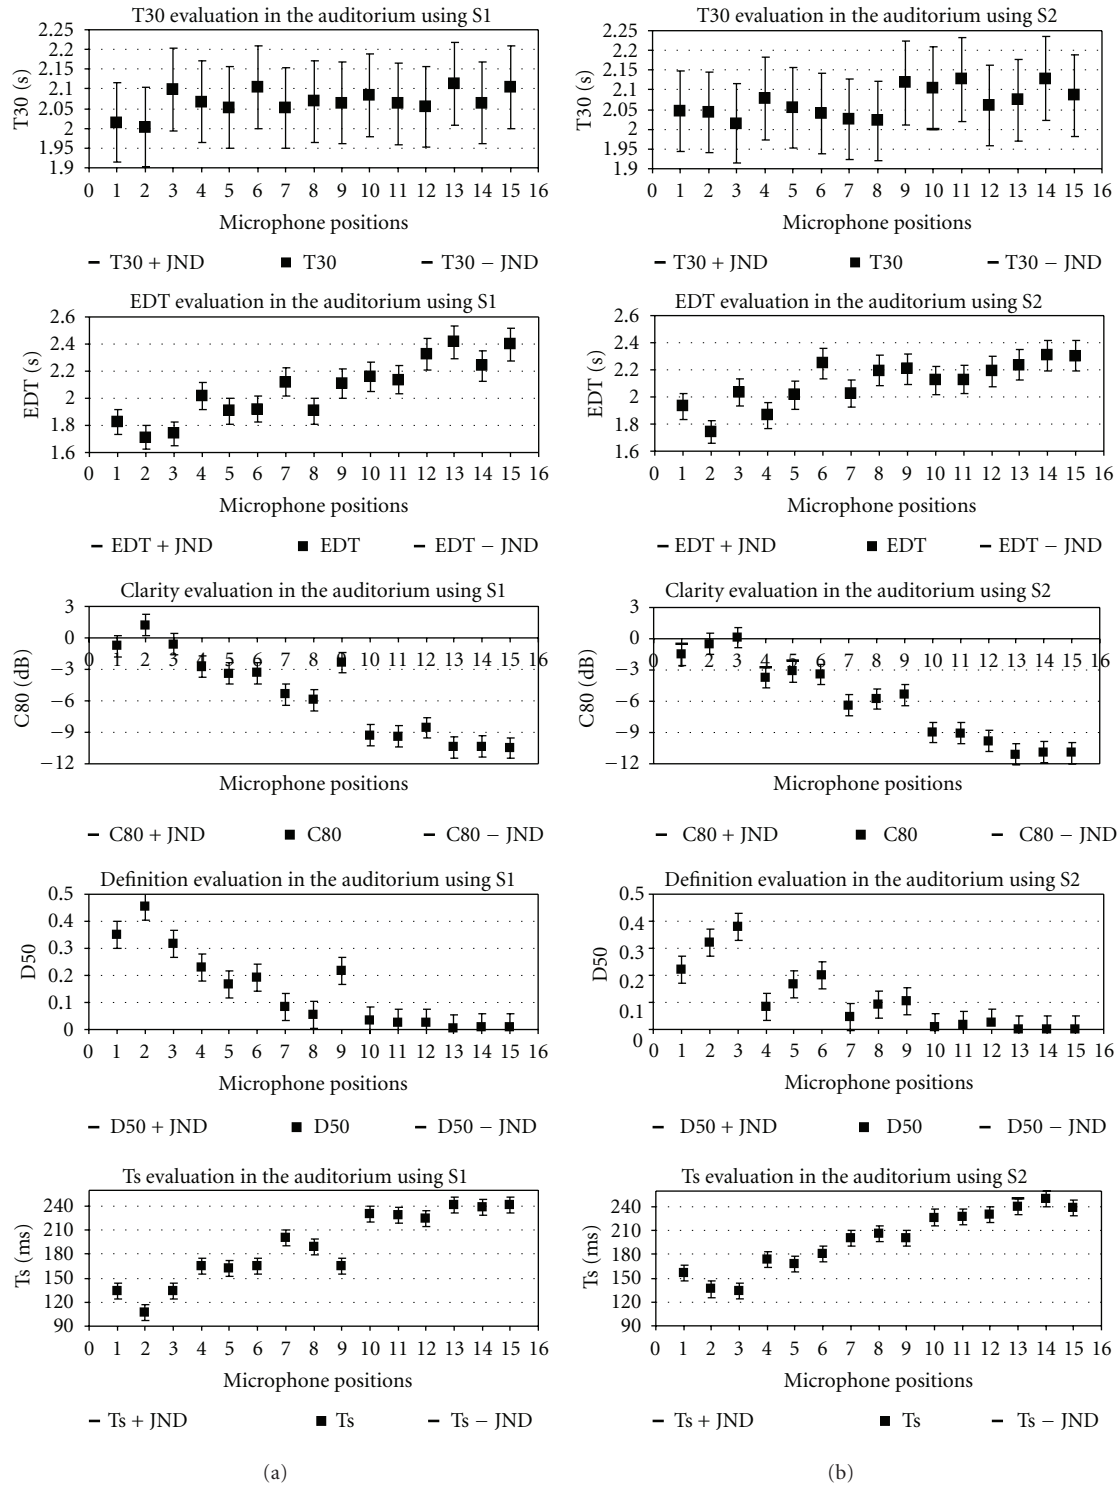 T30 evaluation in the auditorium using S1
2.25
2.2
2.15
2.1
2.05
2
1.95
1.9
T30 (s)
0 1 2 3 4 5 6 7 8 9 10 11 12 13 14 15 16
Microphone positions
T30 + JND T30 T30 − JND
EDT evaluation in the auditorium using S1
2.6
2.4
2.2
2
1.8
1.6
EDT (s)
0 1 2 3 4 5 6 7 8 9 10 11 12 13 14 15 16
Microphone positions
EDT + JND EDT EDT − JND
Clarity evaluation in the auditorium using S1
3
0
−3
−6
−9
−12
C80 (dB)
0 1 2 3 4 5 6 7 8 9 10 11 12 13 14 15 16
Microphone positions
C80 + JND C80 C80 − JND
Definition evaluation in the auditorium using S1
0.5
0.4
0.3
0.2
0.1
0
D50
0 1 2 3 4 5 6 7 8 9 10 11 12 13 14 15 16
Microphone positions
D50 + JND D50 D50 − JND
Ts evaluation in the auditorium using S1
240
210
180
150
120
90
Ts (ms)
0 1 2 3 4 5 6 7 8 9 10 11 12 13 14 15 16
Microphone positions
Ts + JND Ts Ts − JND
(a)
T30 evaluation in the auditorium using S2
2.25
2.2
2.15
2.1
2.05
2
1.95
1.9
T30 (s)
0 1 2 3 4 5 6 7 8 9 10 11 12 13 14 15 16
Microphone positions
T30 + JND T30 T30 − JND
EDT evaluation in the auditorium using S2
2.6
2.4
2.2
2
1.8
1.6
EDT (s)
0 1 2 3 4 5 6 7 8 9 10 11 12 13 14 15 16
Microphone positions
EDT + JND EDT EDT − JND
Clarity evaluation in the auditorium using S2
3
0
−3
−6
−9
−12
C80 (dB)
0 1 2 3 4 5 6 7 8 9 10 11 12 13 14 15 16
Microphone positions
C80 + JND C80 C80 − JND
Definition evaluation in the auditorium using S2
0.5
0.4
0.3
0.2
0.1
0
D50
0 1 2 3 4 5 6 7 8 9 10 11 12 13 14 15 16
Microphone positions
D50 + JND D50 D50 − JND
Ts evaluation in the auditorium using S2
240
210
180
150
120
90
Ts (ms)
0 1 2 3 4 5 6 7 8 9 10 11 12 13 14 15 16
Microphone positions
Ts + JND Ts Ts − JND
(b)